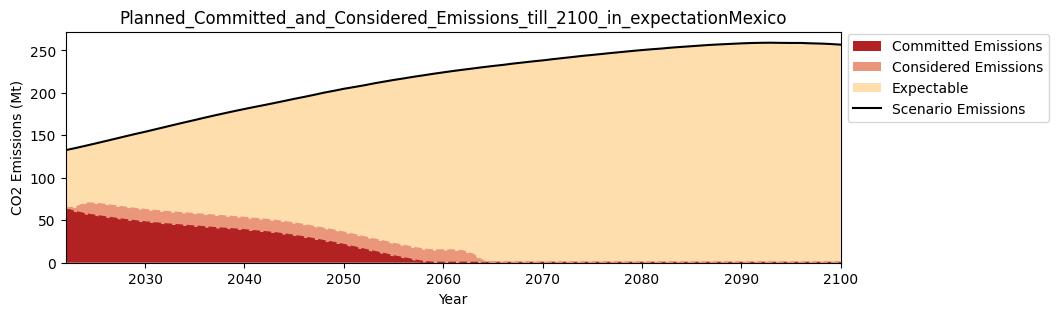 Planned_Committed_and_Considered_Emissions_till_2100_in_expectationMexico
Committed Emissions
Considered Emissions
Expectable
Scenario Emissions
CO2 Emissions (Mt)
250
200
150
100
50
0
2030 2040 2050 2060 2070 2080 2090 2100
Year